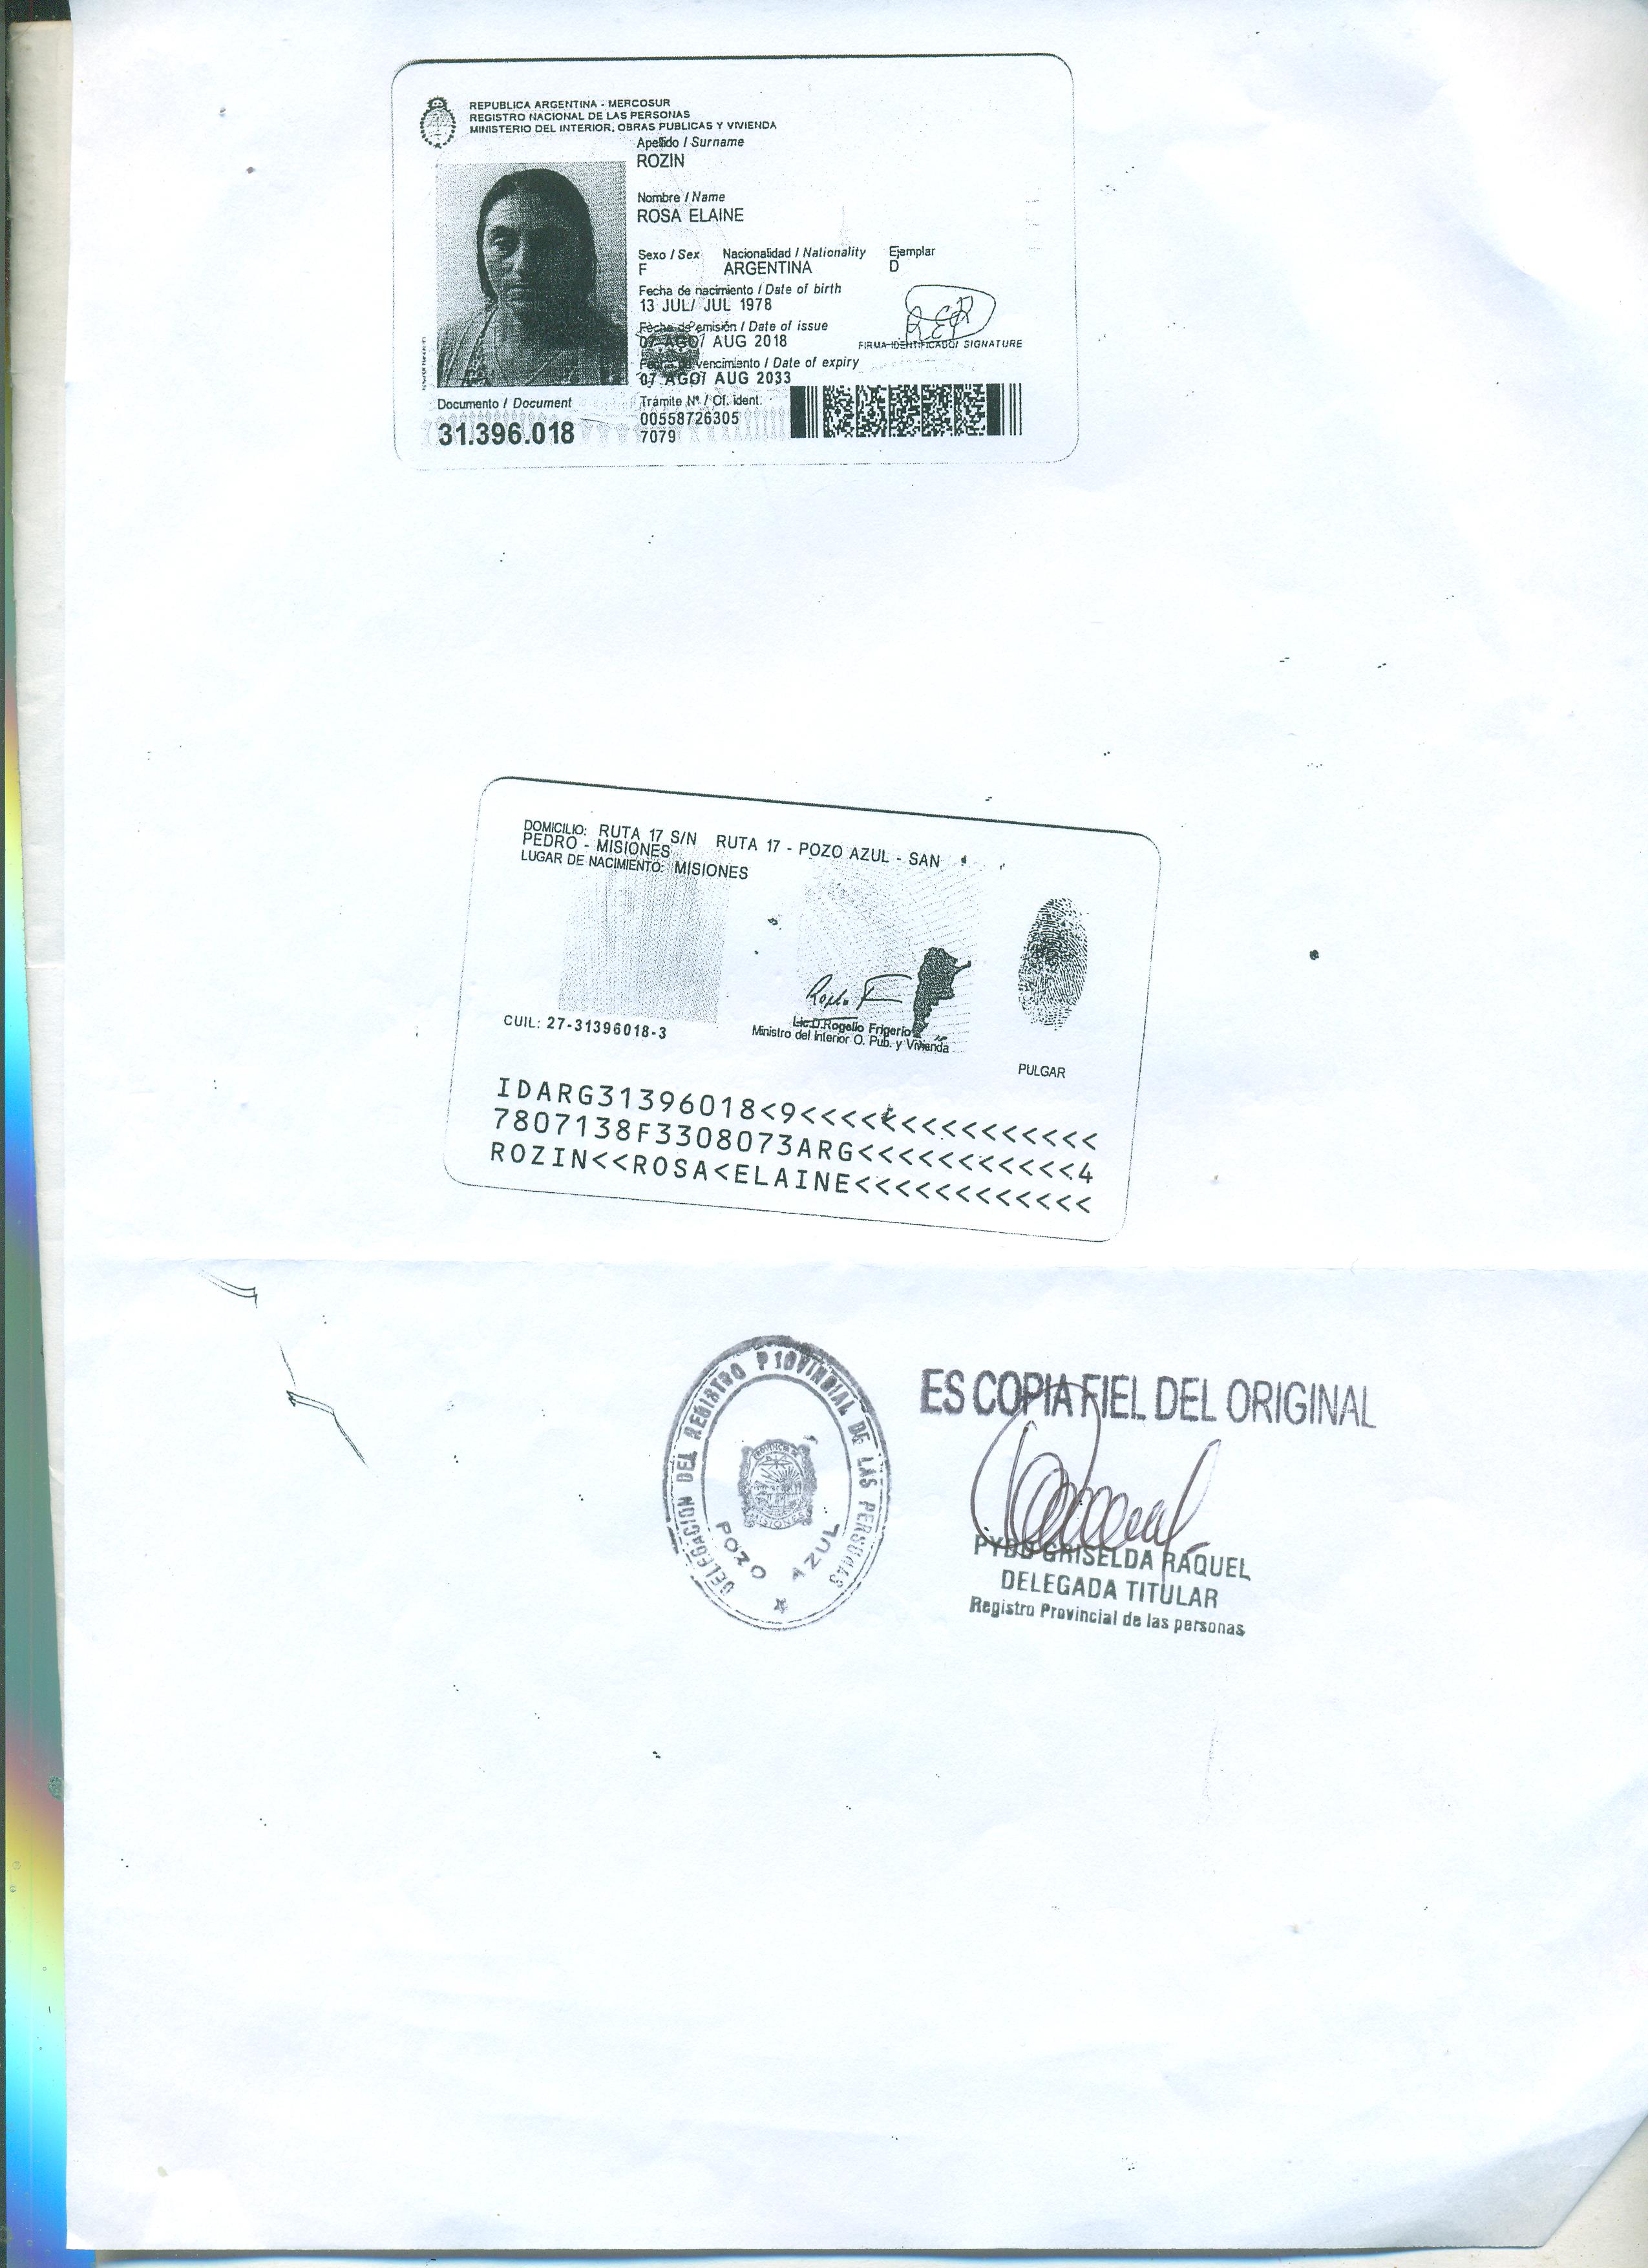 REPUBLICA ARGENTINA - MERCOSUR
REGISTRO NACIONAL DE LAS PERSONAS
MINISTERIO DEL INTERIOR, OBRAS PUBLICAS Y VIVIENDA
Apellido / Surname
ROZIN
Nombre / Name
ROSA ELAINE
Sexo / Sex Nacionalidad / Nationality Ejemplar
F ARGENTINA D
Fecha de nacimiento / Date of birth
13 JUL/ JUL 1978
Fecha de emisión / Date of issue
07 AGO/ AUG 2018
FIRMA IDENTIFICADO/ SIGNATURE
Fecha de vencimiento / Date of expiry
07 AGO/ AUG 2033
Documento / Document
31.396.018
Trámite Nº / Of. ident.
00558726305
7079
DOMICILIO: RUTA 17 S/N RUTA 17 - POZO AZUL - SAN
PEDRO - MISIONES
LUGAR DE NACIMIENTO: MISIONES
CUIL: 27-31396018-3
Lic.D.Rogelio Frigerio
Ministro del Interior O. Pub. y Vivienda
PULGAR
IDARG31396018<9<<<<<<<<<<<<<<<
7807138F3308073ARG<<<<<<<<<<<4
ROZIN<<ROSA<ELAINE<<<<<<<<<<<<
DELEGACION DEL REGISTRO PROVINCIAL DE LAS PERSONAS
MISIONES
POZO AZUL
ES COPIA FIEL DEL ORIGINAL
GRISELDA RAQUEL
DELEGADA TITULAR
Registro Provincial de las personas